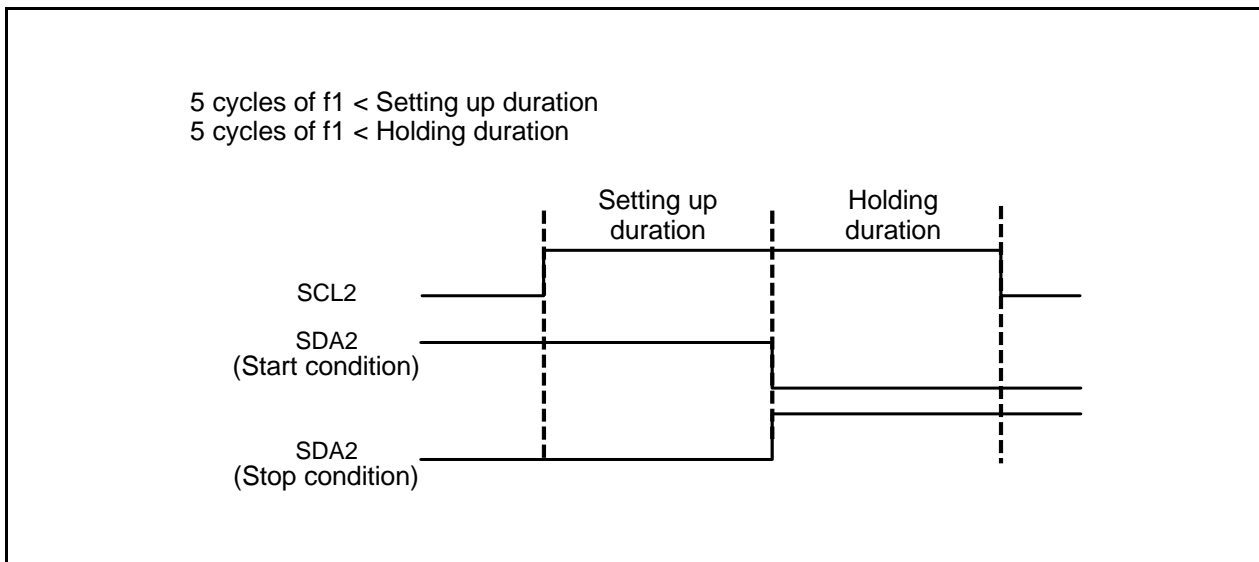 5 cycles of f1 < Setting up duration
5 cycles of f1 < Holding duration
Setting up
duration
Holding
duration
SCL2
SDA2
(Start condition)
SDA2
(Stop condition)